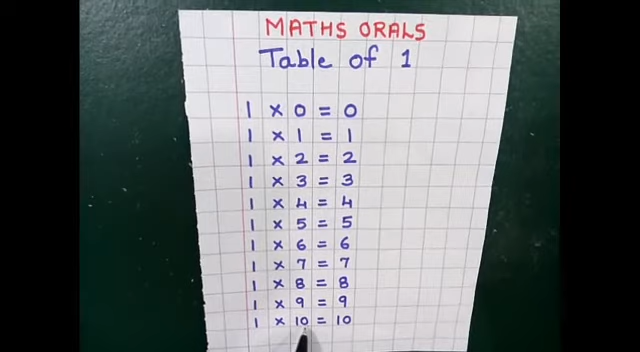 MATHS ORALS
Table of 1
1 × 0 = 0
1 × 1 = 1
1 × 2 = 2
1 × 3 = 3
1 × 4 = 4
1 × 5 = 5
1 × 6 = 6
1 × 7 = 7
1 × 8 = 8
1 × 9 = 9
1 × 10 = 10